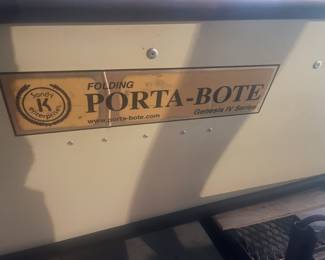 Sandy
K
enterprises
FOLDING
PORTA-BOTE
www.porta-bote.com
Genesis IV Series